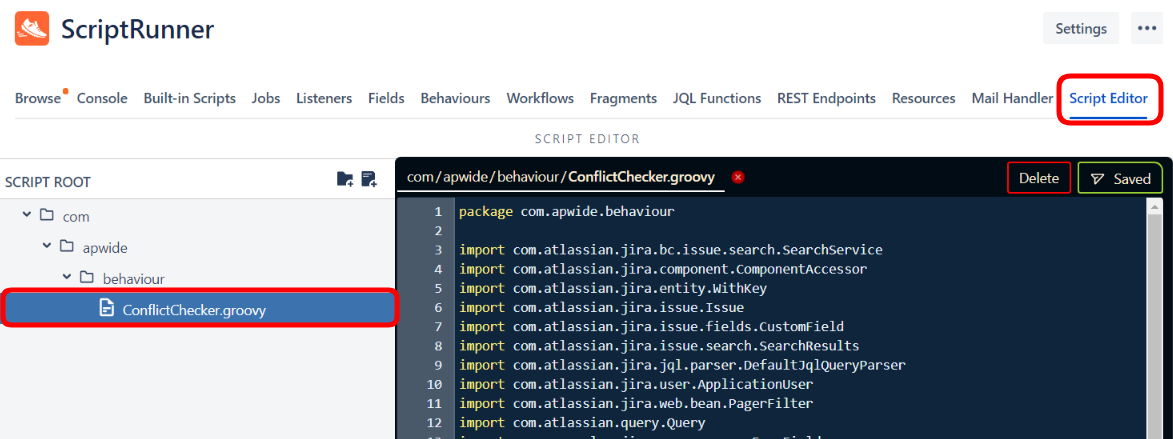 ScriptRunner
Settings
Browse Console Built-in Scripts Jobs Listeners Fields Behaviours Workflows Fragments JQL Functions REST Endpoints Resources Mail Handler Script Editor
SCRIPT EDITOR
SCRIPT ROOT
com
apwide
behaviour
ConflictChecker.groovy
com/apwide/behaviour/ConflictChecker.groovy
Delete
Saved
1 package com.apwide.behaviour
2
3 import com.atlassian.jira.bc.issue.search.SearchService
4 import com.atlassian.jira.component.ComponentAccessor
5 import com.atlassian.jira.entity.WithKey
6 import com.atlassian.jira.issue.Issue
7 import com.atlassian.jira.issue.fields.CustomField
8 import com.atlassian.jira.issue.search.SearchResults
9 import com.atlassian.jira.jql.parser.DefaultJqlQueryParser
10 import com.atlassian.jira.user.ApplicationUser
11 import com.atlassian.jira.web.bean.PagerFilter
12 import com.atlassian.query.Query